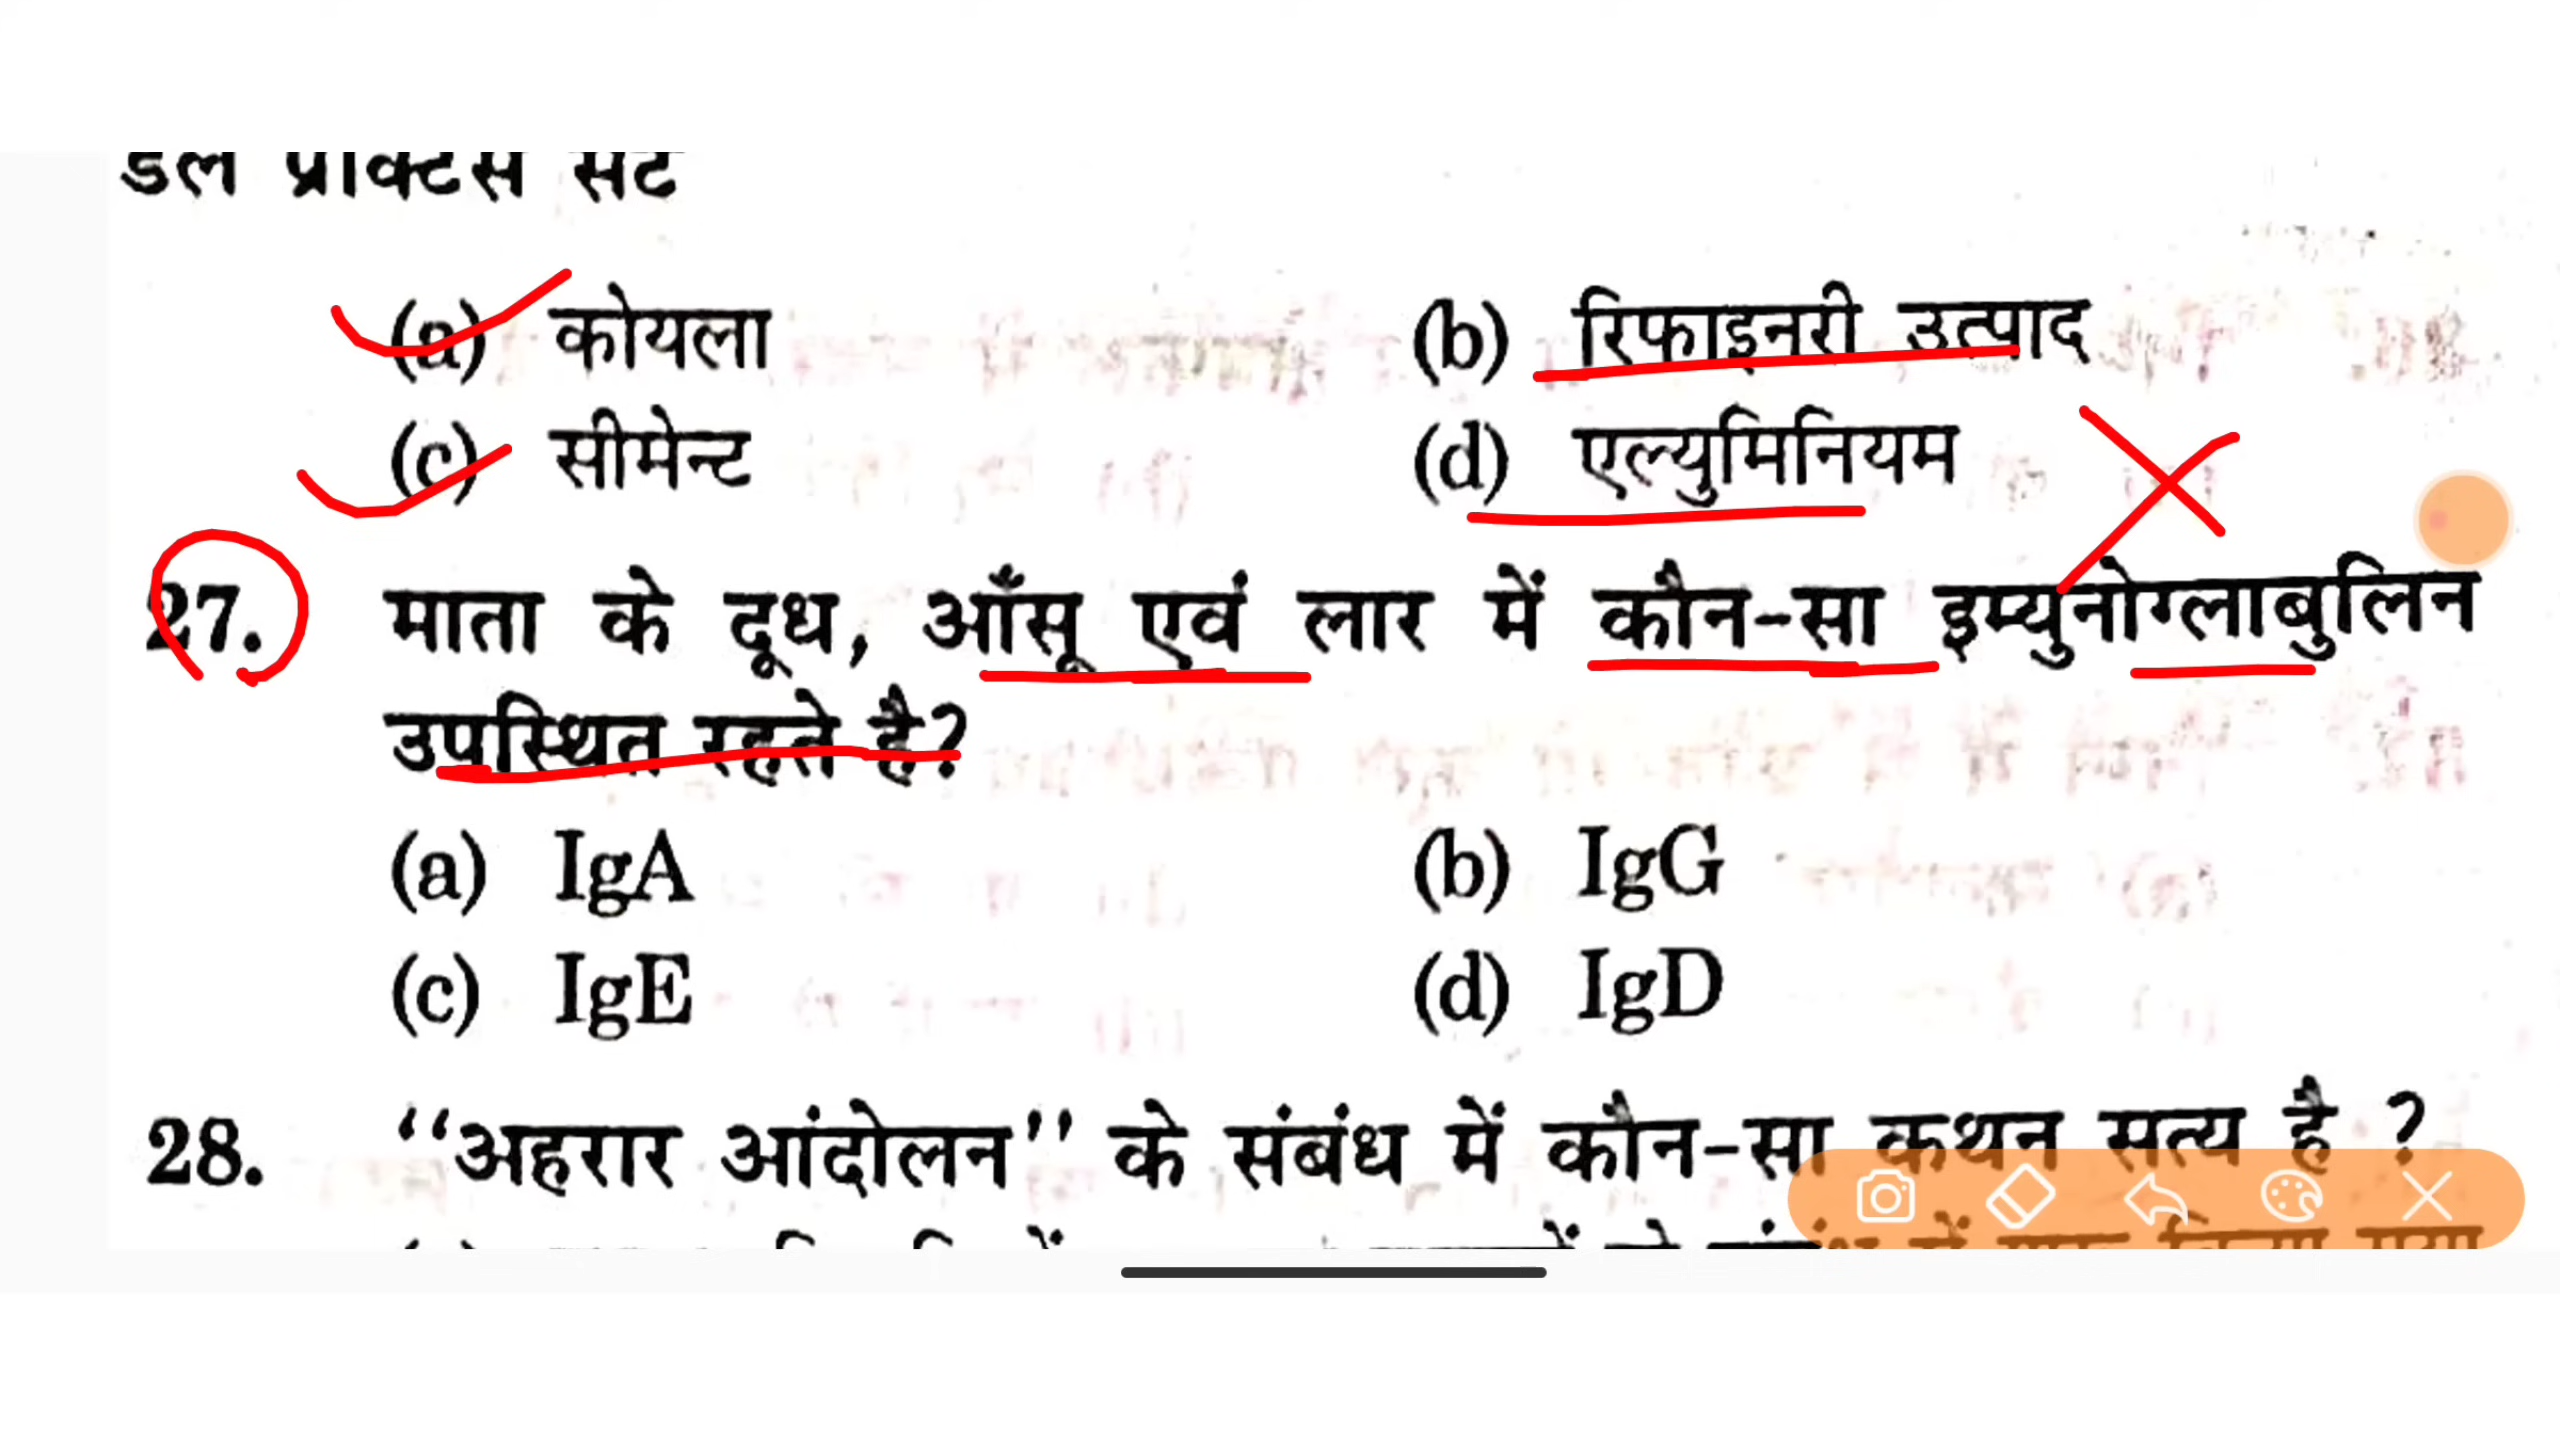 डल प्रैक्टिस सेट
(a) कोयला (b) रिफाइनरी उत्पाद
(c) सीमेन्ट (d) एल्युमिनियम
27. माता के दूध, आँसू एवं लार में कौन-सा इम्युनोग्लाबुलिन
उपस्थित रहते है?
(a) IgA (b) IgG
(c) IgE (d) IgD
28. ‘‘अहरार आंदोलन’’ के संबंध में कौन-सा कथन सत्य है ?